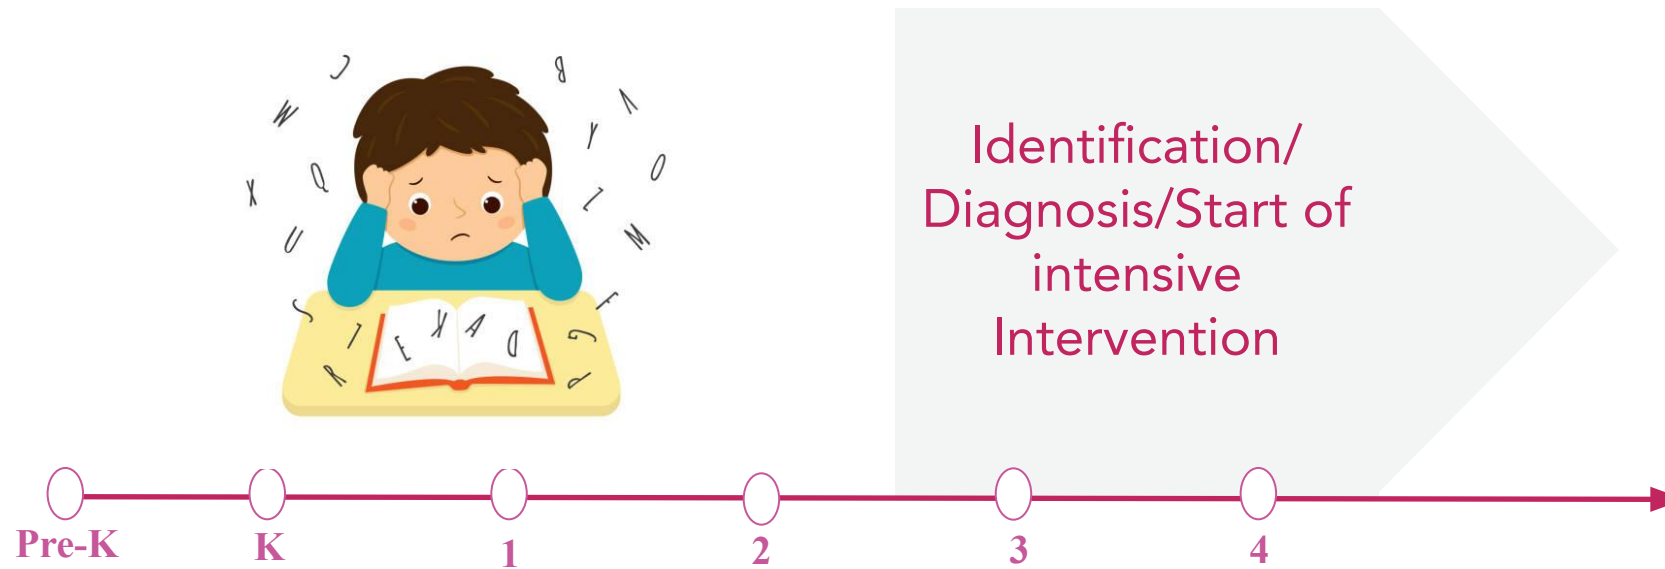 C
B
W
V
Y
Q
O
X
Z
U
M
S
F
I
E
K
A
D
G
R
P
Identification/
Diagnosis/Start of
intensive
Intervention
Pre-K
K
1
2
3
4